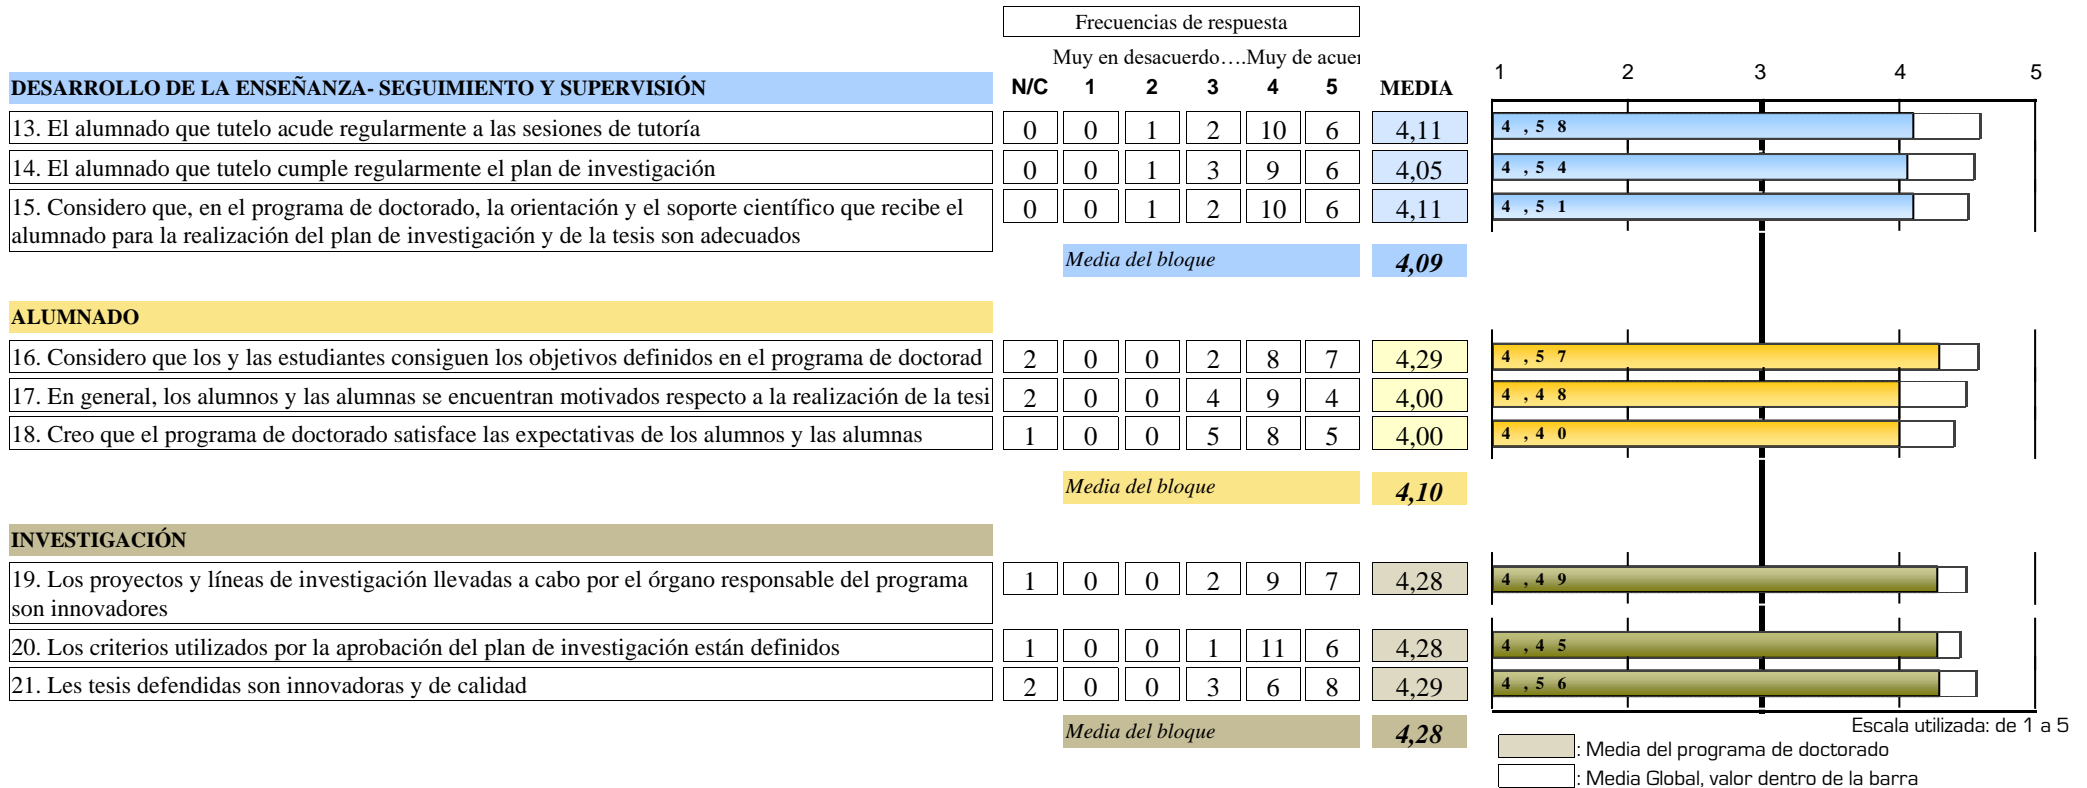 Frecuencias de respuesta
Muy en desacuerdo….Muy de acuer
1 2 3 4 5
DESARROLLO DE LA ENSEÑANZA- SEGUIMIENTO Y SUPERVISIÓN N/C 1 2 3 4 5 MEDIA
13. El alumnado que tutelo acude regularmente a las sesiones de tutoría 0 0 1 2 10 6 4,11 4,58
14. El alumnado que tutelo cumple regularmente el plan de investigación 0 0 1 3 9 6 4,05 4,54
15. Considero que, en el programa de doctorado, la orientación y el soporte científico que recibe el 0 0 1 2 10 6 4,11 4,51
alumnado para la realización del plan de investigación y de la tesis son adecuados
Media del bloque 4,09
ALUMNADO
16. Considero que los y las estudiantes consiguen los objetivos definidos en el programa de doctorad 2 0 0 2 8 7 4,29 4,57
17. En general, los alumnos y las alumnas se encuentran motivados respecto a la realización de la tesi 2 0 0 4 9 4 4,00 4,48
18. Creo que el programa de doctorado satisface las expectativas de los alumnos y las alumnas 1 0 0 5 8 5 4,00 4,40
Media del bloque 4,10
INVESTIGACIÓN
19. Los proyectos y líneas de investigación llevadas a cabo por el órgano responsable del programa 1 0 0 2 9 7 4,28 4,49
son innovadores
20. Los criterios utilizados por la aprobación del plan de investigación están definidos 1 0 0 1 11 6 4,28 4,45
21. Les tesis defendidas son innovadoras y de calidad 2 0 0 3 6 8 4,29 4,56
Media del bloque 4,28
Escala utilizada: de 1 a 5
: Media del programa de doctorado
: Media Global, valor dentro de la barra